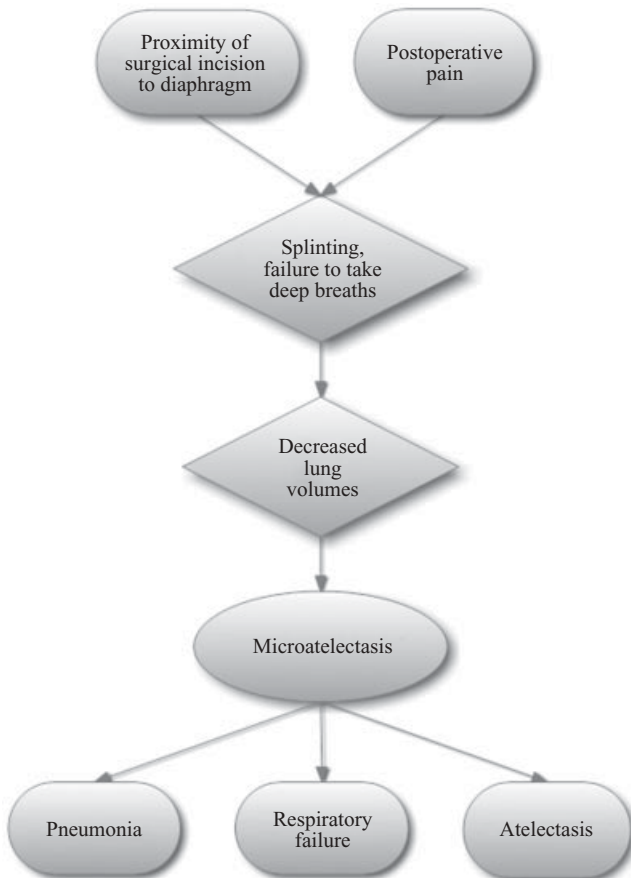 Proximity of
surgical incision
to diaphragm
Postoperative
pain
Splinting,
failure to take
deep breaths
Decreased
lung
volumes
Microatelectasis
Pneumonia
Respiratory
failure
Atelectasis